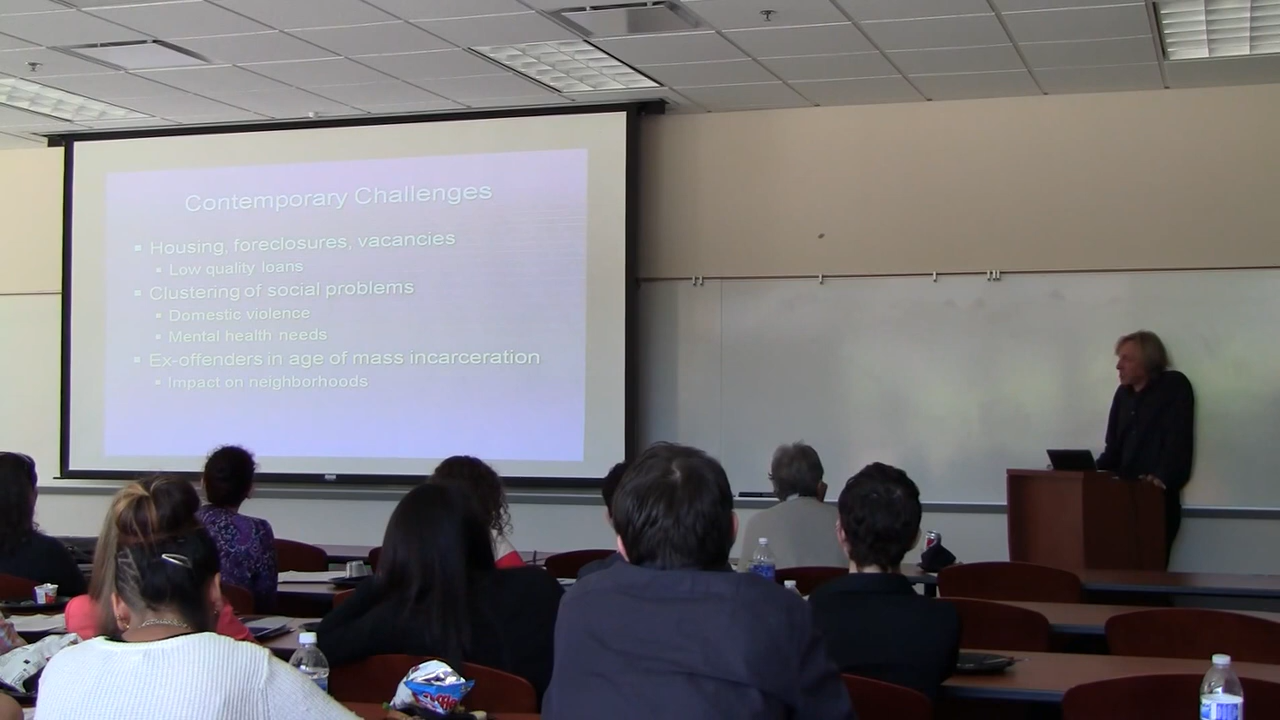 Contemporary Challenges
▪ Housing, foreclosures, vacancies
▪ Low quality loans
▪ Clustering of social problems
▪ Domestic violence
▪ Mental health needs
▪ Ex-offenders in age of mass incarceration
▪ Impact on neighborhoods